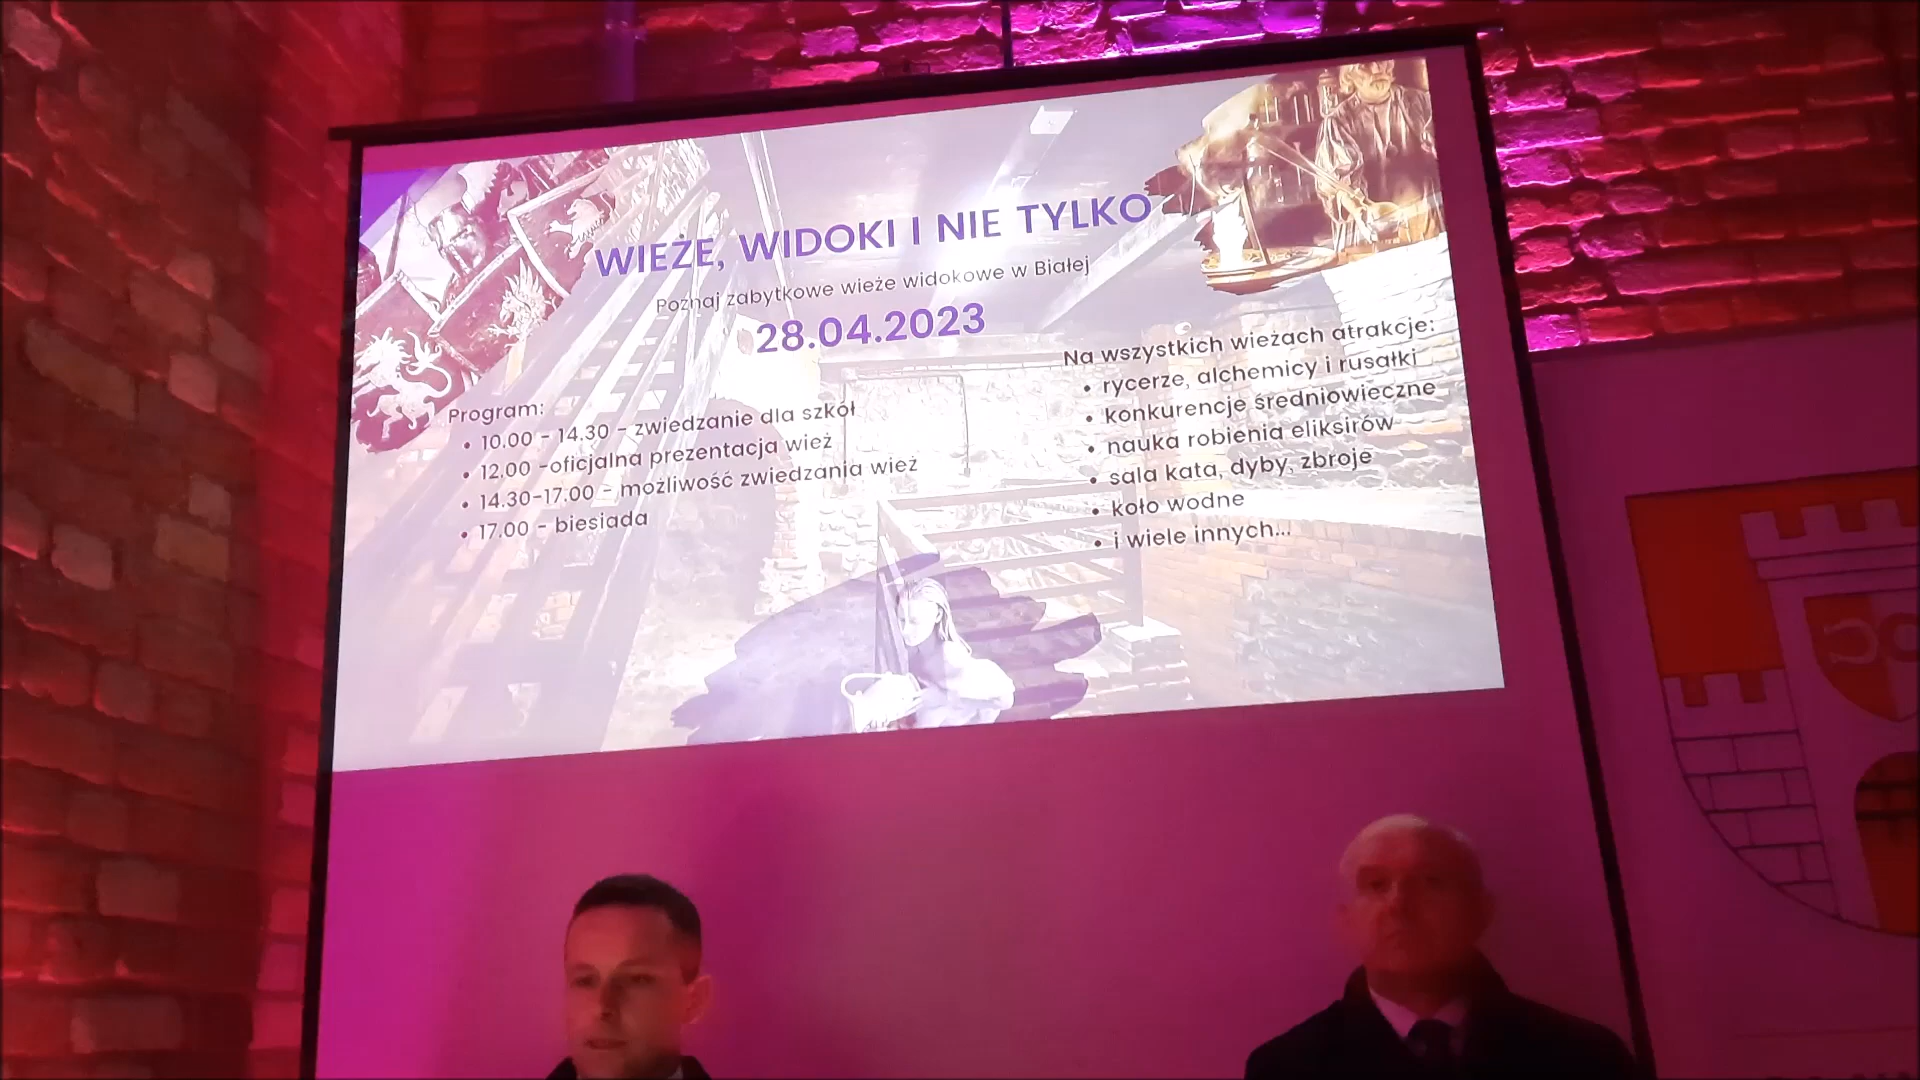 WIEŻE, WIDOKI I NIE TYLKO
Poznaj zabytkowe wieże widokowe w Białej
28.04.2023
Program:
• 10.00 - 14.30 - zwiedzanie dla szkół
• 12.00 -oficjalna prezentacja wież
• 14.30-17.00 - możliwość zwiedzania wież
• 17.00 - biesiada
Na wszystkich wieżach atrakcje:
• rycerze, alchemicy i rusałki
• konkurencje średniowieczne
• nauka robienia eliksirów
• sala kata, dyby, zbroje
• koło wodne
• i wiele innych...